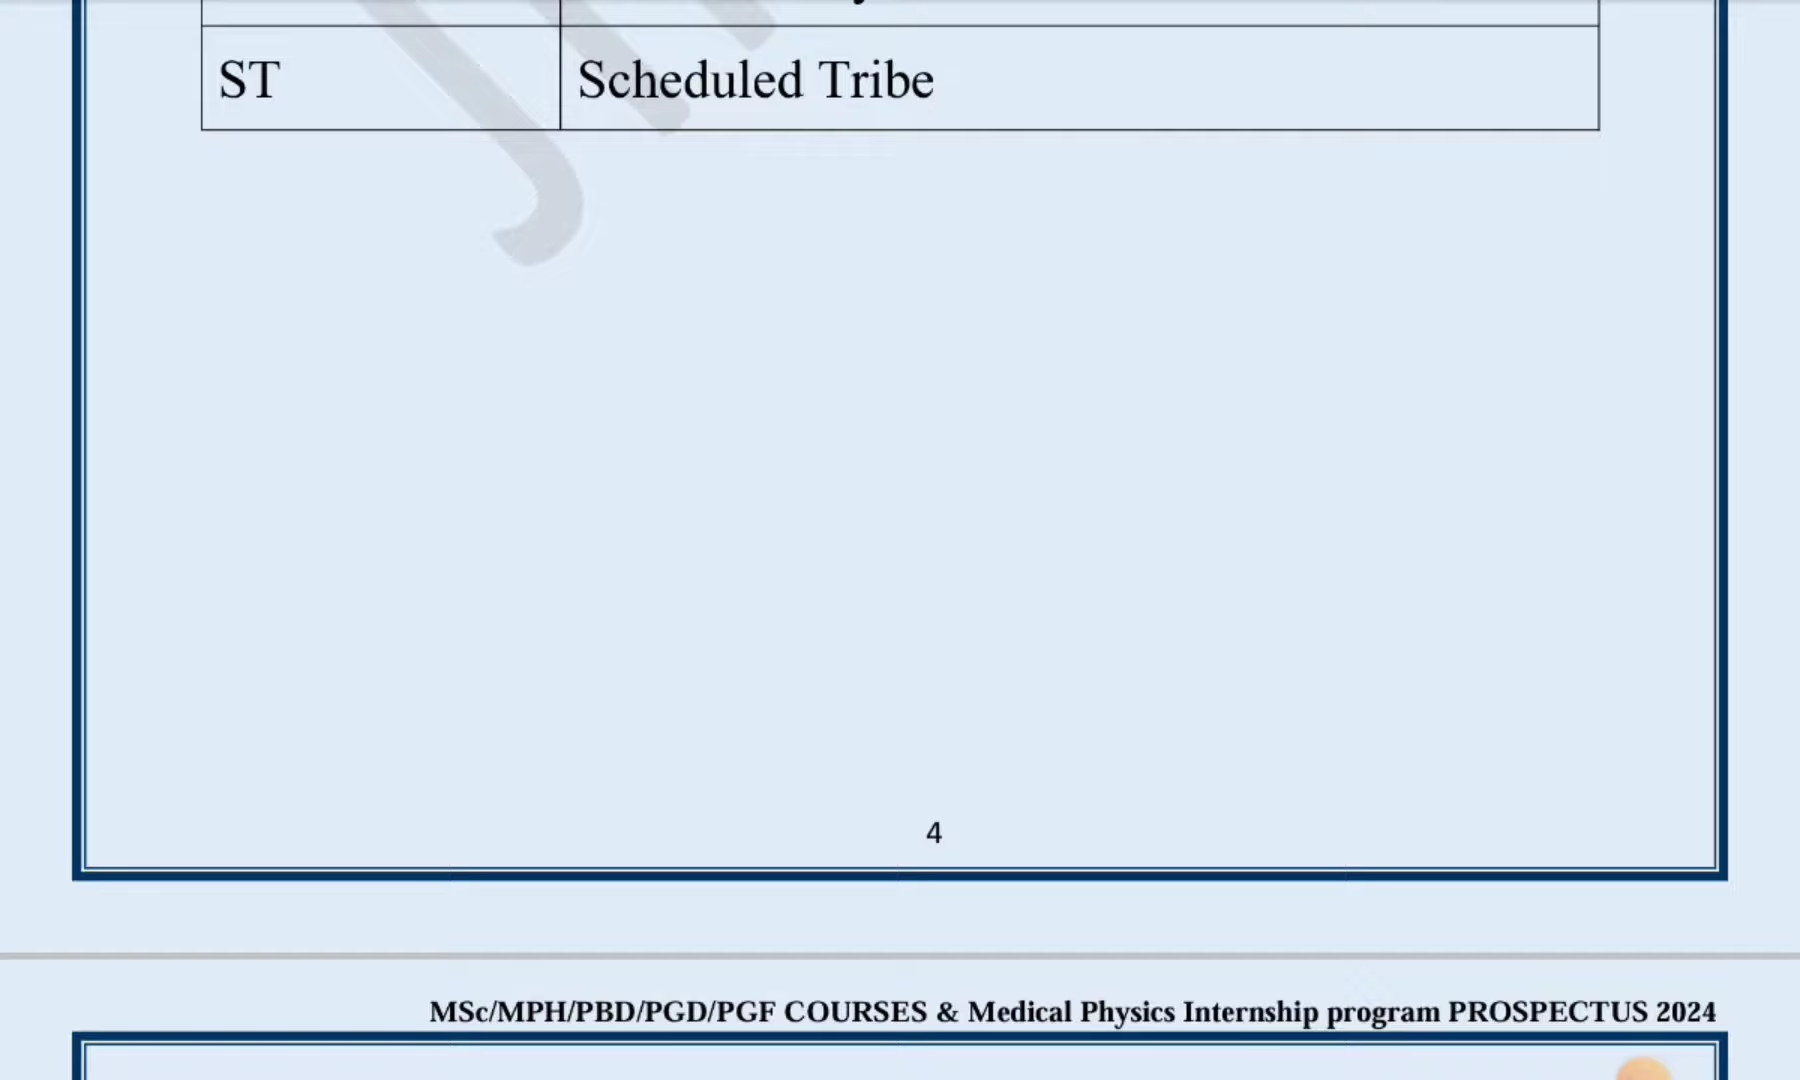 ST Scheduled Tribe
4
MSc/MPH/PBD/PGD/PGF COURSES & Medical Physics Internship program PROSPECTUS 2024